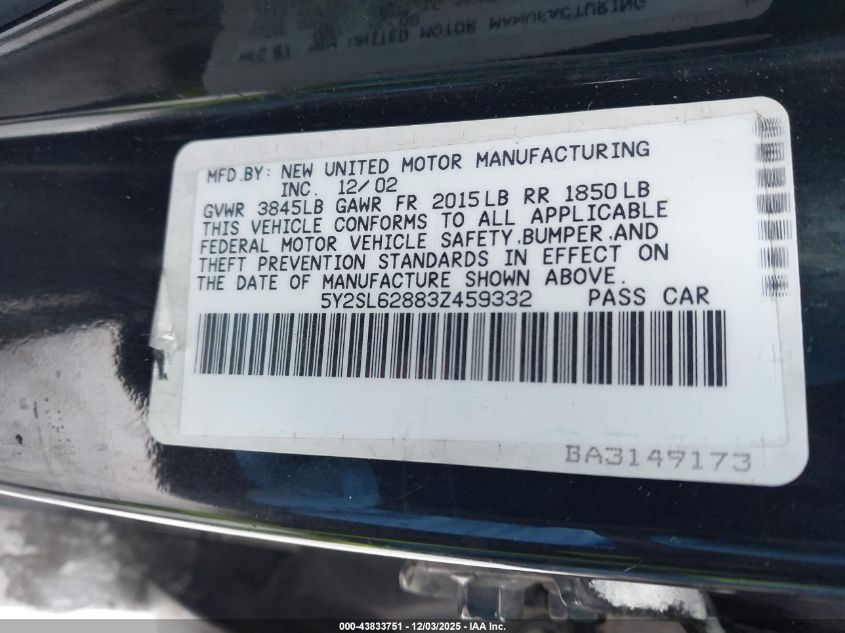 MFD.BY: NEW UNITED MOTOR MANUFACTURING
INC. 12/02
GVWR 3845LB GAWR FR 2015LB RR 1850LB
THIS VEHICLE CONFORMS TO ALL APPLICABLE
FEDERAL MOTOR VEHICLE SAFETY,BUMPER,AND
THEFT PREVENTION STANDARDS IN EFFECT ON
THE DATE OF MANUFACTURE SHOWN ABOVE.
5Y2SL62883Z459332 PASS CAR
BA3149173
000-43833751 - 12/03/2025 - IAA Inc.